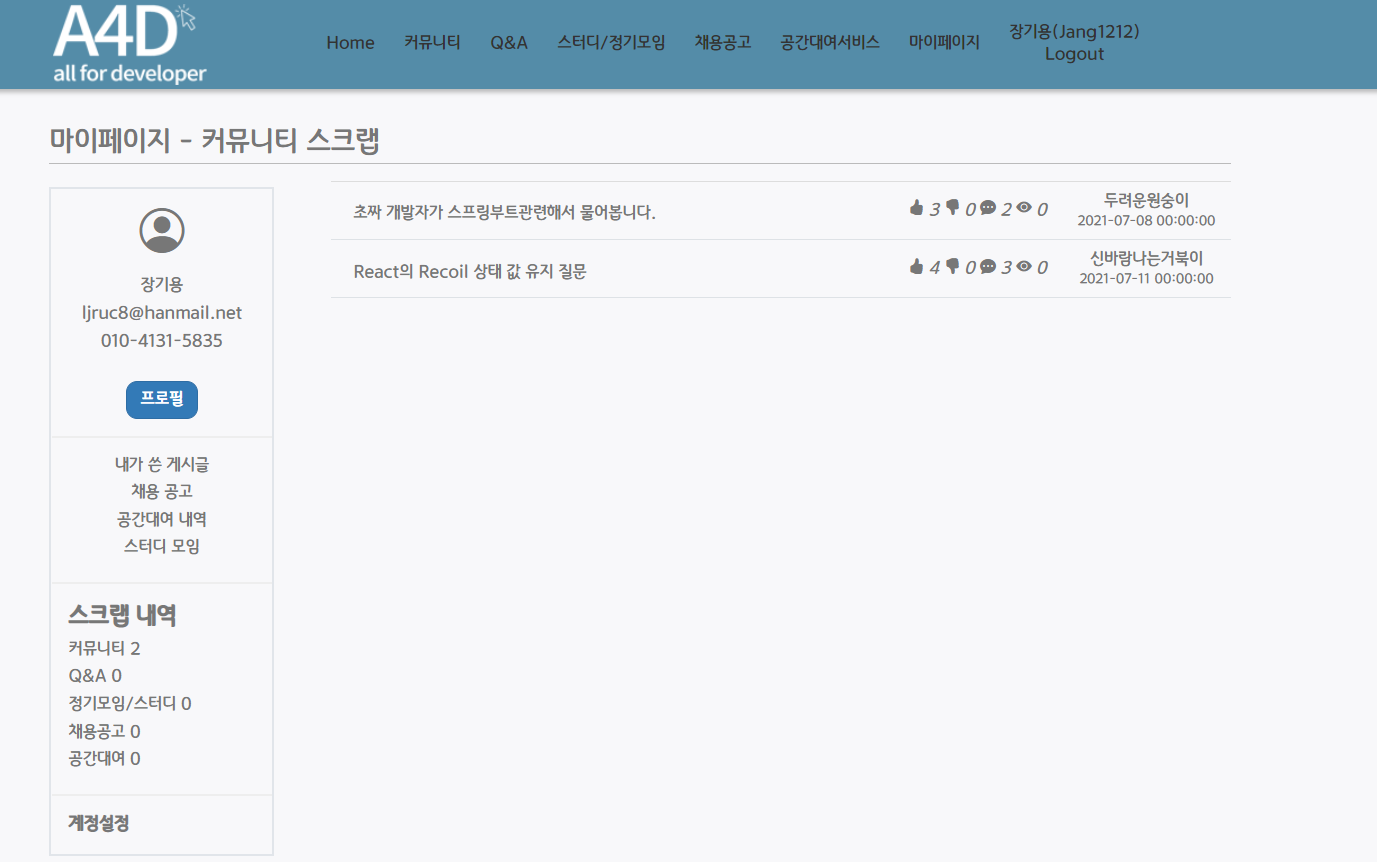 A4D
all for developer
Home 커뮤니티 Q&A 스터디/정기모임 채용공고 공간대여서비스 마이페이지 장기용(Jang1212)
Logout
마이페이지 - 커뮤니티 스크랩
장기용
ljruc8@hanmail.net
010-4131-5835
프로필
내가 쓴 게시글
채용 공고
공간대여 내역
스터디 모임
스크랩 내역
커뮤니티 2
Q&A 0
정기모임/스터디 0
채용공고 0
공간대여 0
계정설정
초짜 개발자가 스프링부트관련해서 물어봅니다. 3 0 2 0 두려운원숭이
2021-07-08 00:00:00
React의 Recoil 상태 값 유지 질문 4 0 3 0 신바람나는거북이
2021-07-11 00:00:00